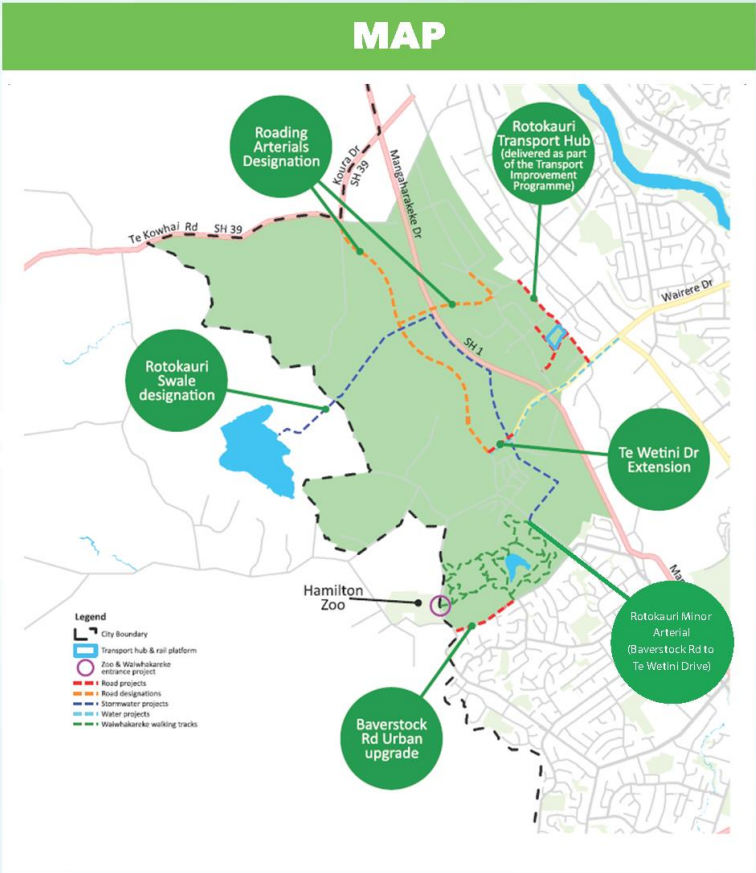 MAP
Roading
Arterials
Designation
Rotokauri
Transport Hub
(delivered as part
of the Transport
Improvement
Programme)
Koura Dr
SH 39
Mangaharakeke Dr
Te Kowhai Rd SH 39
Wairere Dr
SH 1
Rotokauri
Swale
designation
Te Wetini Dr
Extension
Hamilton
Zoo
Rotokauri Minor
Arterial
(Baverstock Rd to
Te Wetini Drive)
Baverstock
Rd Urban
upgrade
Legend
City Boundary
Transport hub & rail platform
Zoo & Waiwhakareke
entrance project
Road projects
Road designations
Stormwater projects
Water projects
Waiwhakareke walking tracks